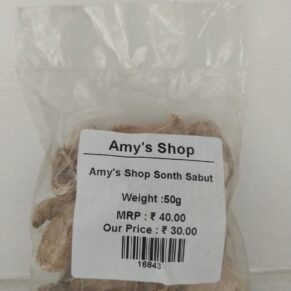 Amy's Shop
Amy's Shop Sonth Sabut
Weight :50g
MRP : ₹ 40.00
Our Price : ₹ 30.00
16843